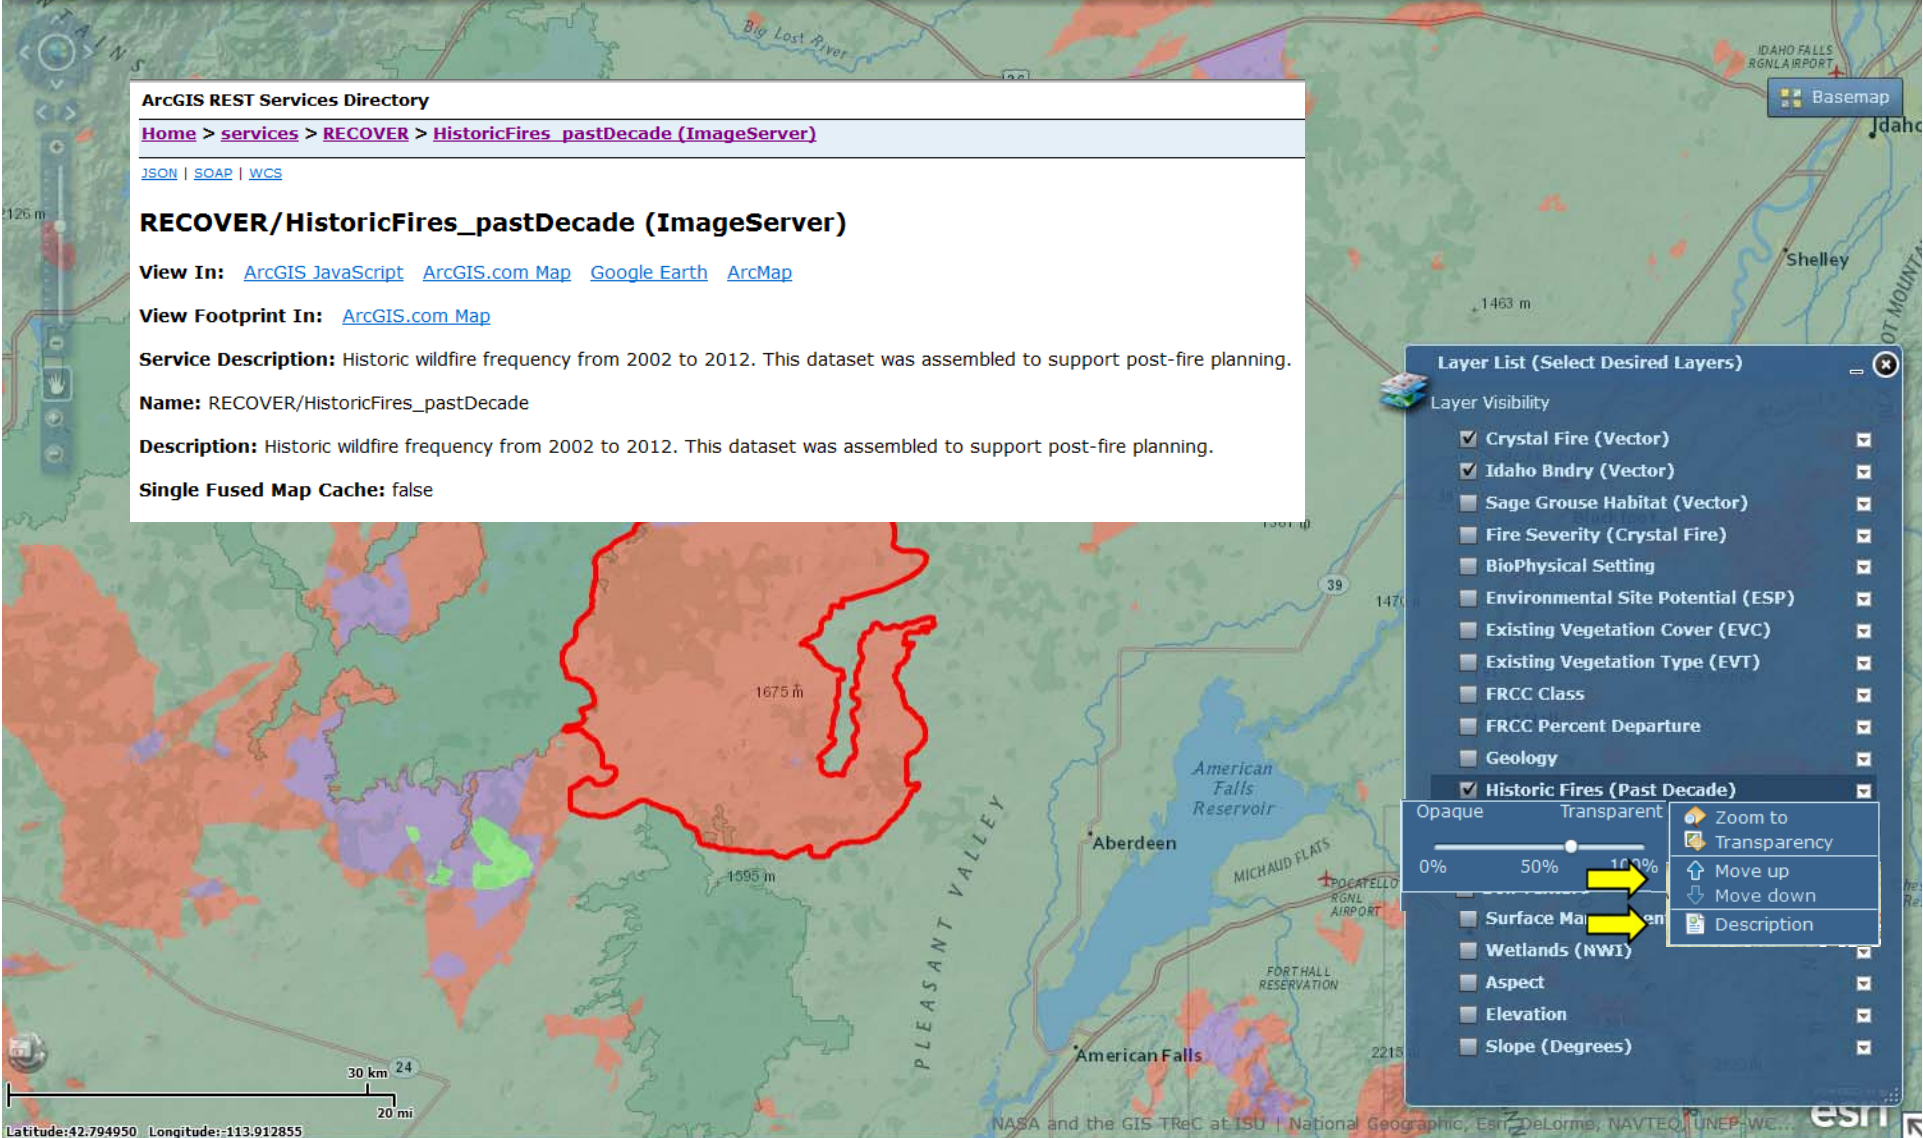 Big Lost River
IDAHO FALLS
RGNL AIRPORT
Basemap
Idaho
ArcGIS REST Services Directory
Home > services > RECOVER > HistoricFires_pastDecade (ImageServer)
JSON | SOAP | WCS
2126 m
RECOVER/HistoricFires_pastDecade (ImageServer)
View In: ArcGIS JavaScript ArcGIS.com Map Google Earth ArcMap
View Footprint In: ArcGIS.com Map
Service Description: Historic wildfire frequency from 2002 to 2012. This dataset was assembled to support post-fire planning.
Name: RECOVER/HistoricFires_pastDecade
Description: Historic wildfire frequency from 2002 to 2012. This dataset was assembled to support post-fire planning.
Single Fused Map Cache: false
Shelley
1463 m
Layer List (Select Desired Layers)
Layer Visibility
Crystal Fire (Vector)
Idaho Bndry (Vector)
Sage Grouse Habitat (Vector)
Fire Severity (Crystal Fire)
BioPhysical Setting
Environmental Site Potential (ESP)
Existing Vegetation Cover (EVC)
Existing Vegetation Type (EVT)
FRCC Class
FRCC Percent Departure
Geology
Historic Fires (Past Decade)
Opaque Transparent
0% 50% 100%
Zoom to
Transparency
Move up
Move down
Description
Surface
Wetlands (NWI)
Aspect
Elevation
Slope (Degrees)
39
1675 m
American
Falls
Reservoir
Aberdeen
MICHAUD FLATS
POCATELLO
RGNL
AIRPORT
1595 m
PLEASANT VALLEY
FORT HALL
RESERVATION
American Falls
2215
24
30 km
20 mi
Latitude:42.794950 Longitude:-113.912855
NASA and the GIS TReC at ISU | National Geographic, Esri, DeLorme, NAVTEQ, UNEP-WC...
esri